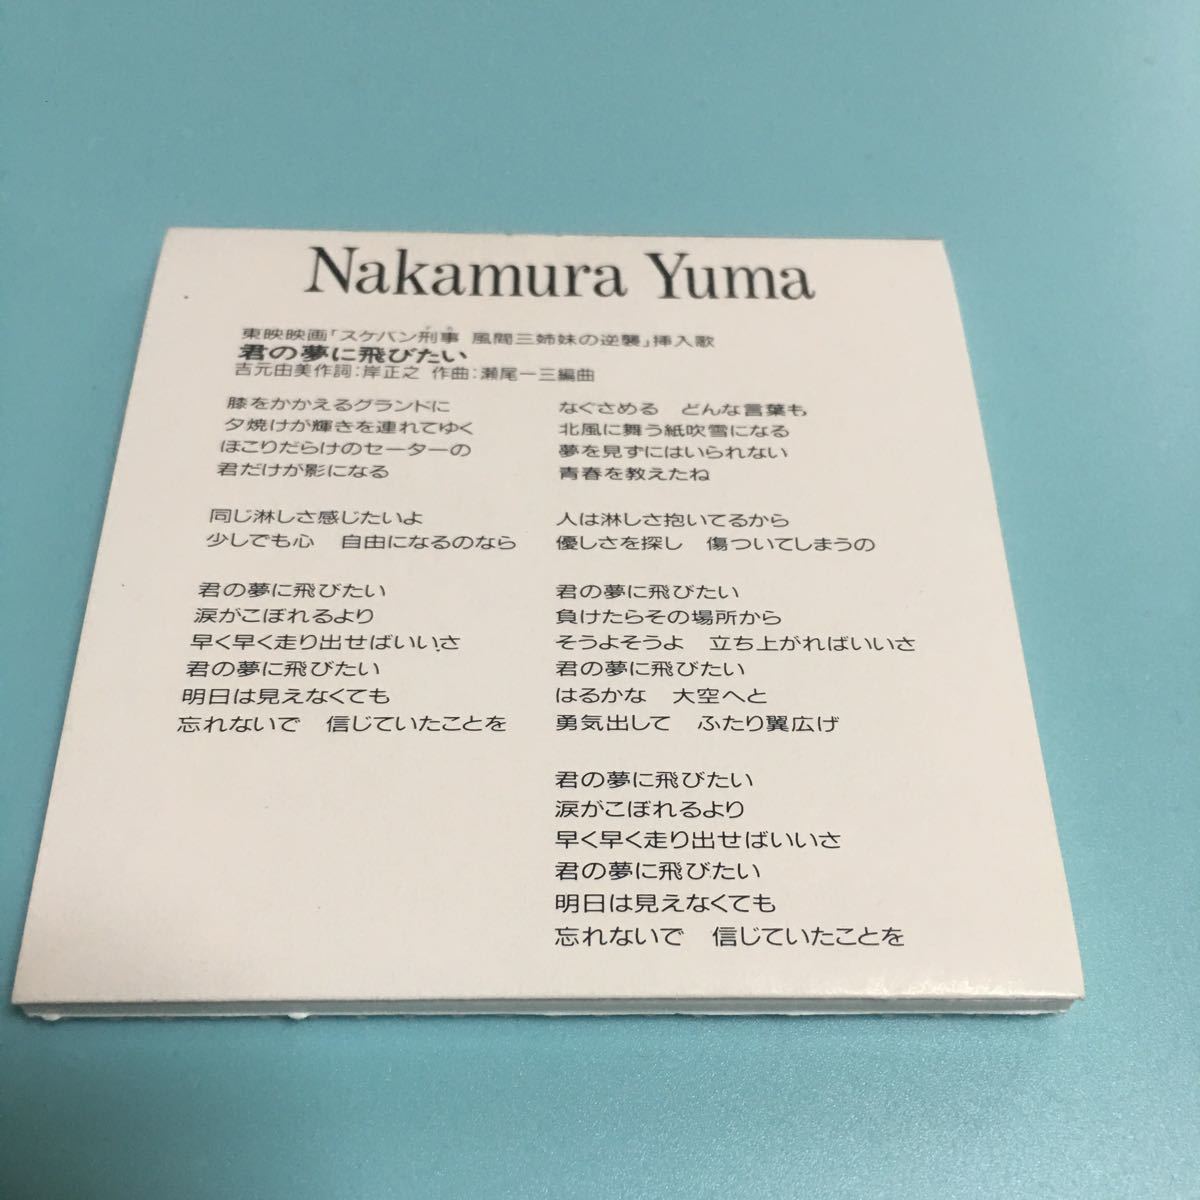 Nakamura Yuma
東映映画「スケバン刑事 風間三姉妹の逆襲」挿入歌
君の夢に飛びたい
吉元由美作詞：岸正之 作曲：瀬尾一三編曲
膝をかかえるグランドに
夕焼けが輝きを連れてゆく
ほこりだらけのセーターの
君だけが影になる
同じ淋しさ感じたいよ
少しでも心　自由になるのなら
君の夢に飛びたい
涙がこぼれるより
早く早く走り出せばいいさ
君の夢に飛びたい
明日は見えなくても
忘れないで　信じていたことを
なぐさめる　どんな言葉も
北風に舞う紙吹雪になる
夢を見ずにはいられない
青春を教えたね
人は淋しさ抱いてるから
優しさを探し　傷ついてしまうの
君の夢に飛びたい
負けたらその場所から
そうよそうよ　立ち上がればいいさ
君の夢に飛びたい
はるかな　大空へと
勇気出して　ふたり翼広げ
君の夢に飛びたい
涙がこぼれるより
早く早く走り出せばいいさ
君の夢に飛びたい
明日は見えなくても
忘れないで　信じていたことを